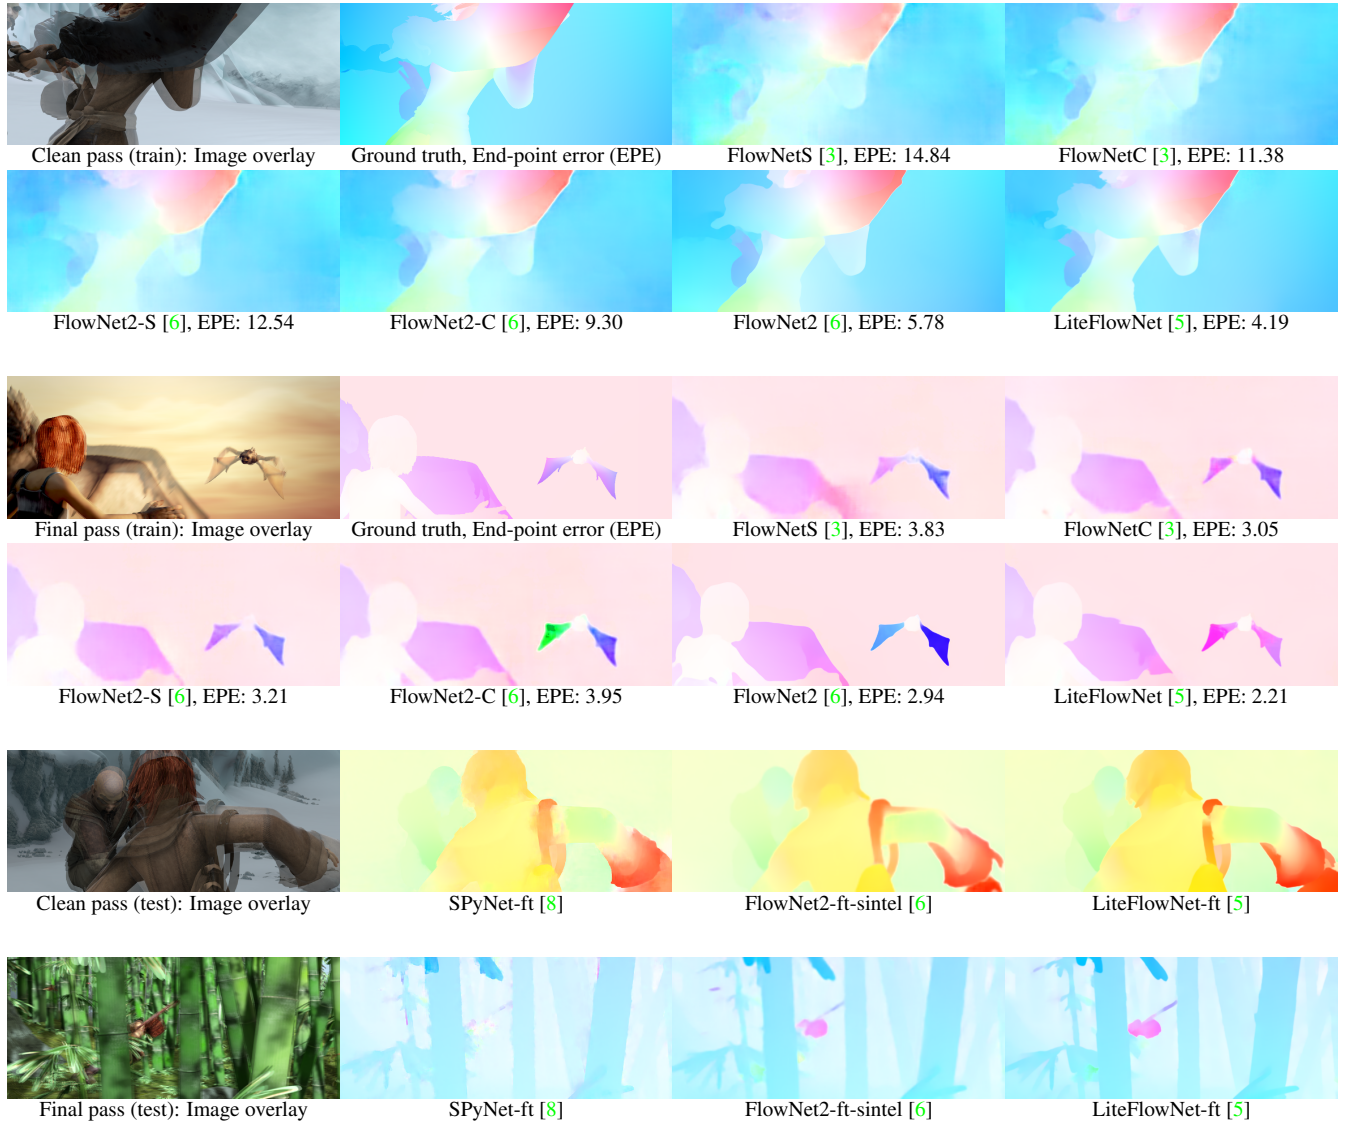 Clean pass (train): Image overlay
Ground truth, End-point error (EPE)
FlowNetS [3], EPE: 14.84
FlowNetC [3], EPE: 11.38
FlowNet2-S [6], EPE: 12.54
FlowNet2-C [6], EPE: 9.30
FlowNet2 [6], EPE: 5.78
LiteFlowNet [5], EPE: 4.19
Final pass (train): Image overlay
Ground truth, End-point error (EPE)
FlowNetS [3], EPE: 3.83
FlowNetC [3], EPE: 3.05
FlowNet2-S [6], EPE: 3.21
FlowNet2-C [6], EPE: 3.95
FlowNet2 [6], EPE: 2.94
LiteFlowNet [5], EPE: 2.21
Clean pass (test): Image overlay
SPyNet-ft [8]
FlowNet2-ft-sintel [6]
LiteFlowNet-ft [5]
Final pass (test): Image overlay
SPyNet-ft [8]
FlowNet2-ft-sintel [6]
LiteFlowNet-ft [5]